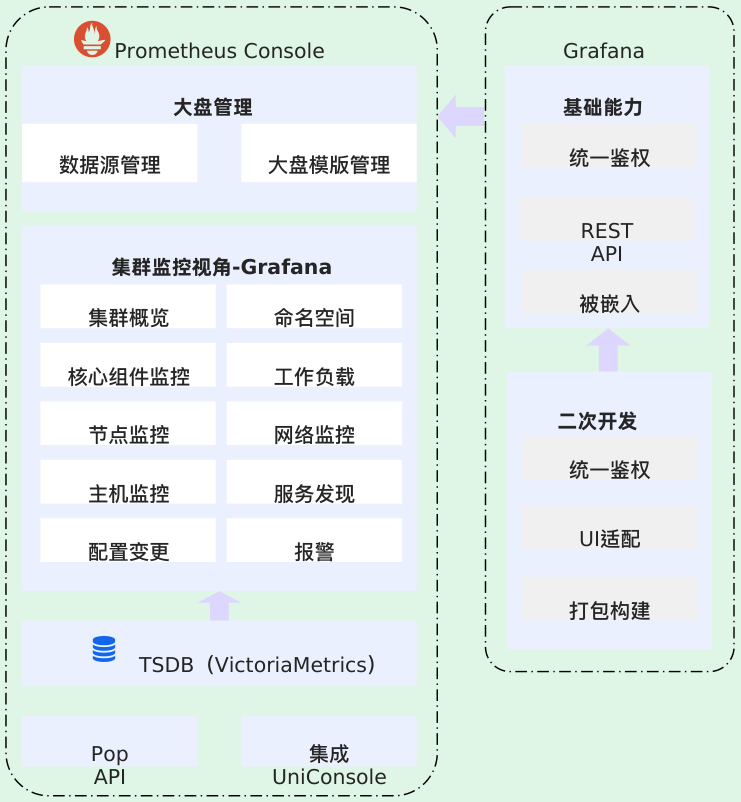 Prometheus Console
大盘管理
数据源管理
大盘模版管理
集群监控视角-Grafana
集群概览
命名空间
核心组件监控
工作负载
节点监控
网络监控
主机监控
服务发现
配置变更
报警
TSDB（VictoriaMetrics）
Pop
API
集成
UniConsole
Grafana
基础能力
统一鉴权
REST
API
被嵌入
二次开发
统一鉴权
UI适配
打包构建